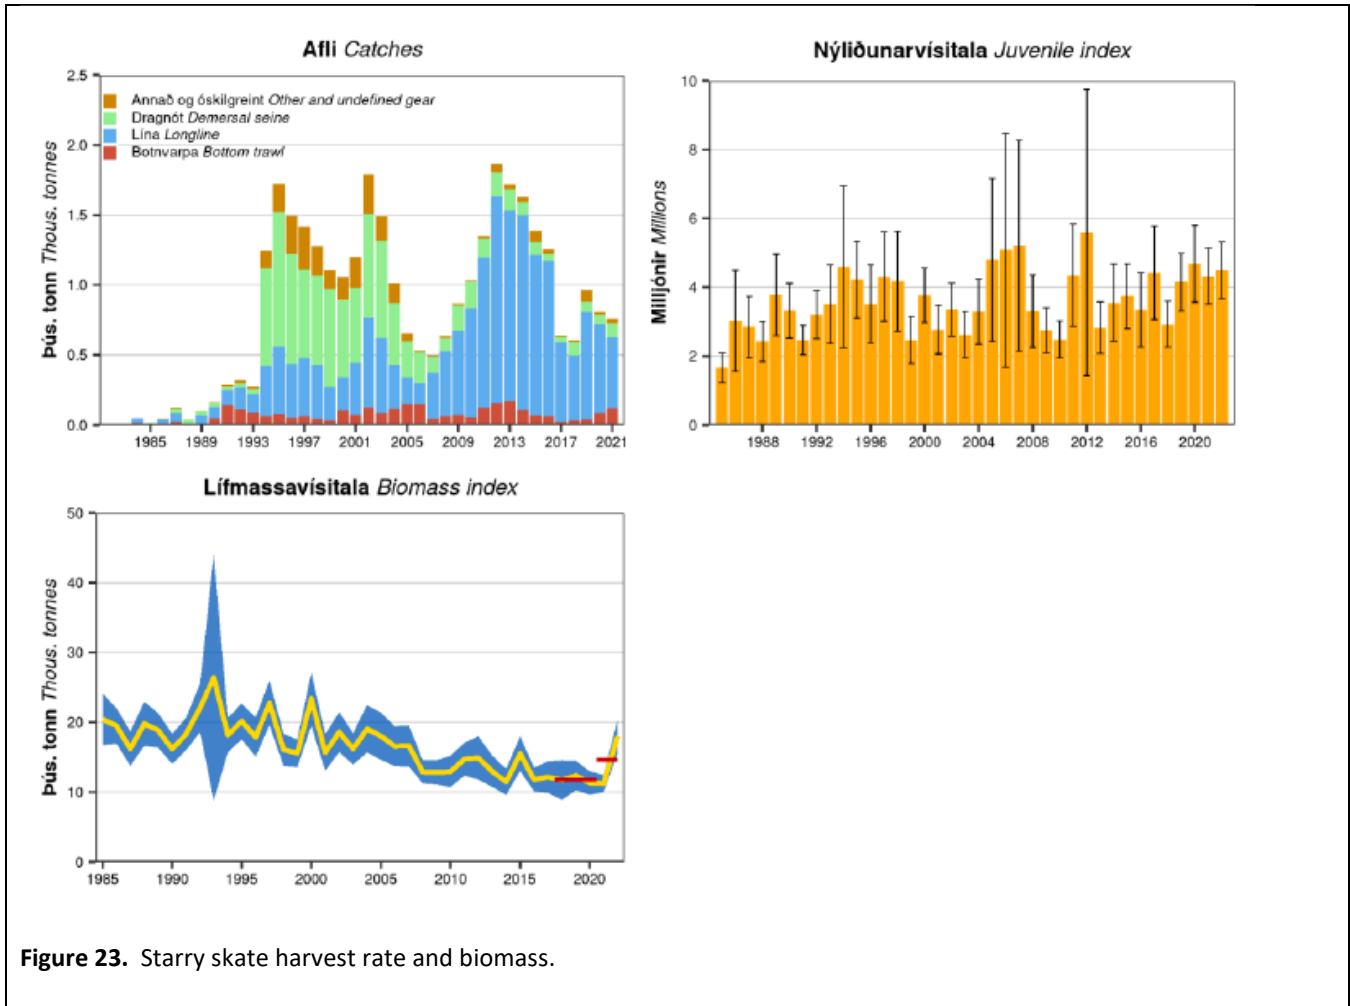 Afli Catches
Þús. tonn Thous. tonnes
2.5
2.0
1.5
1.0
0.5
0.0
Annað og óskilgreint Other and undefined gear
Dragnót Demersal seine
Lína Longline
Botnvarpa Bottom trawl
1985 1989 1993 1997 2001 2005 2009 2013 2017 2021
Nýliðunarvísitala Juvenile index
Milljónir Millions
10
8
6
4
2
0
1988 1992 1996 2000 2004 2008 2012 2016 2020
Lífmassavísitala Biomass index
Þús. tonn Thous. tonnes
50
40
30
20
10
0
1985 1990 1995 2000 2005 2010 2015 2020
Figure 23. Starry skate harvest rate and biomass.